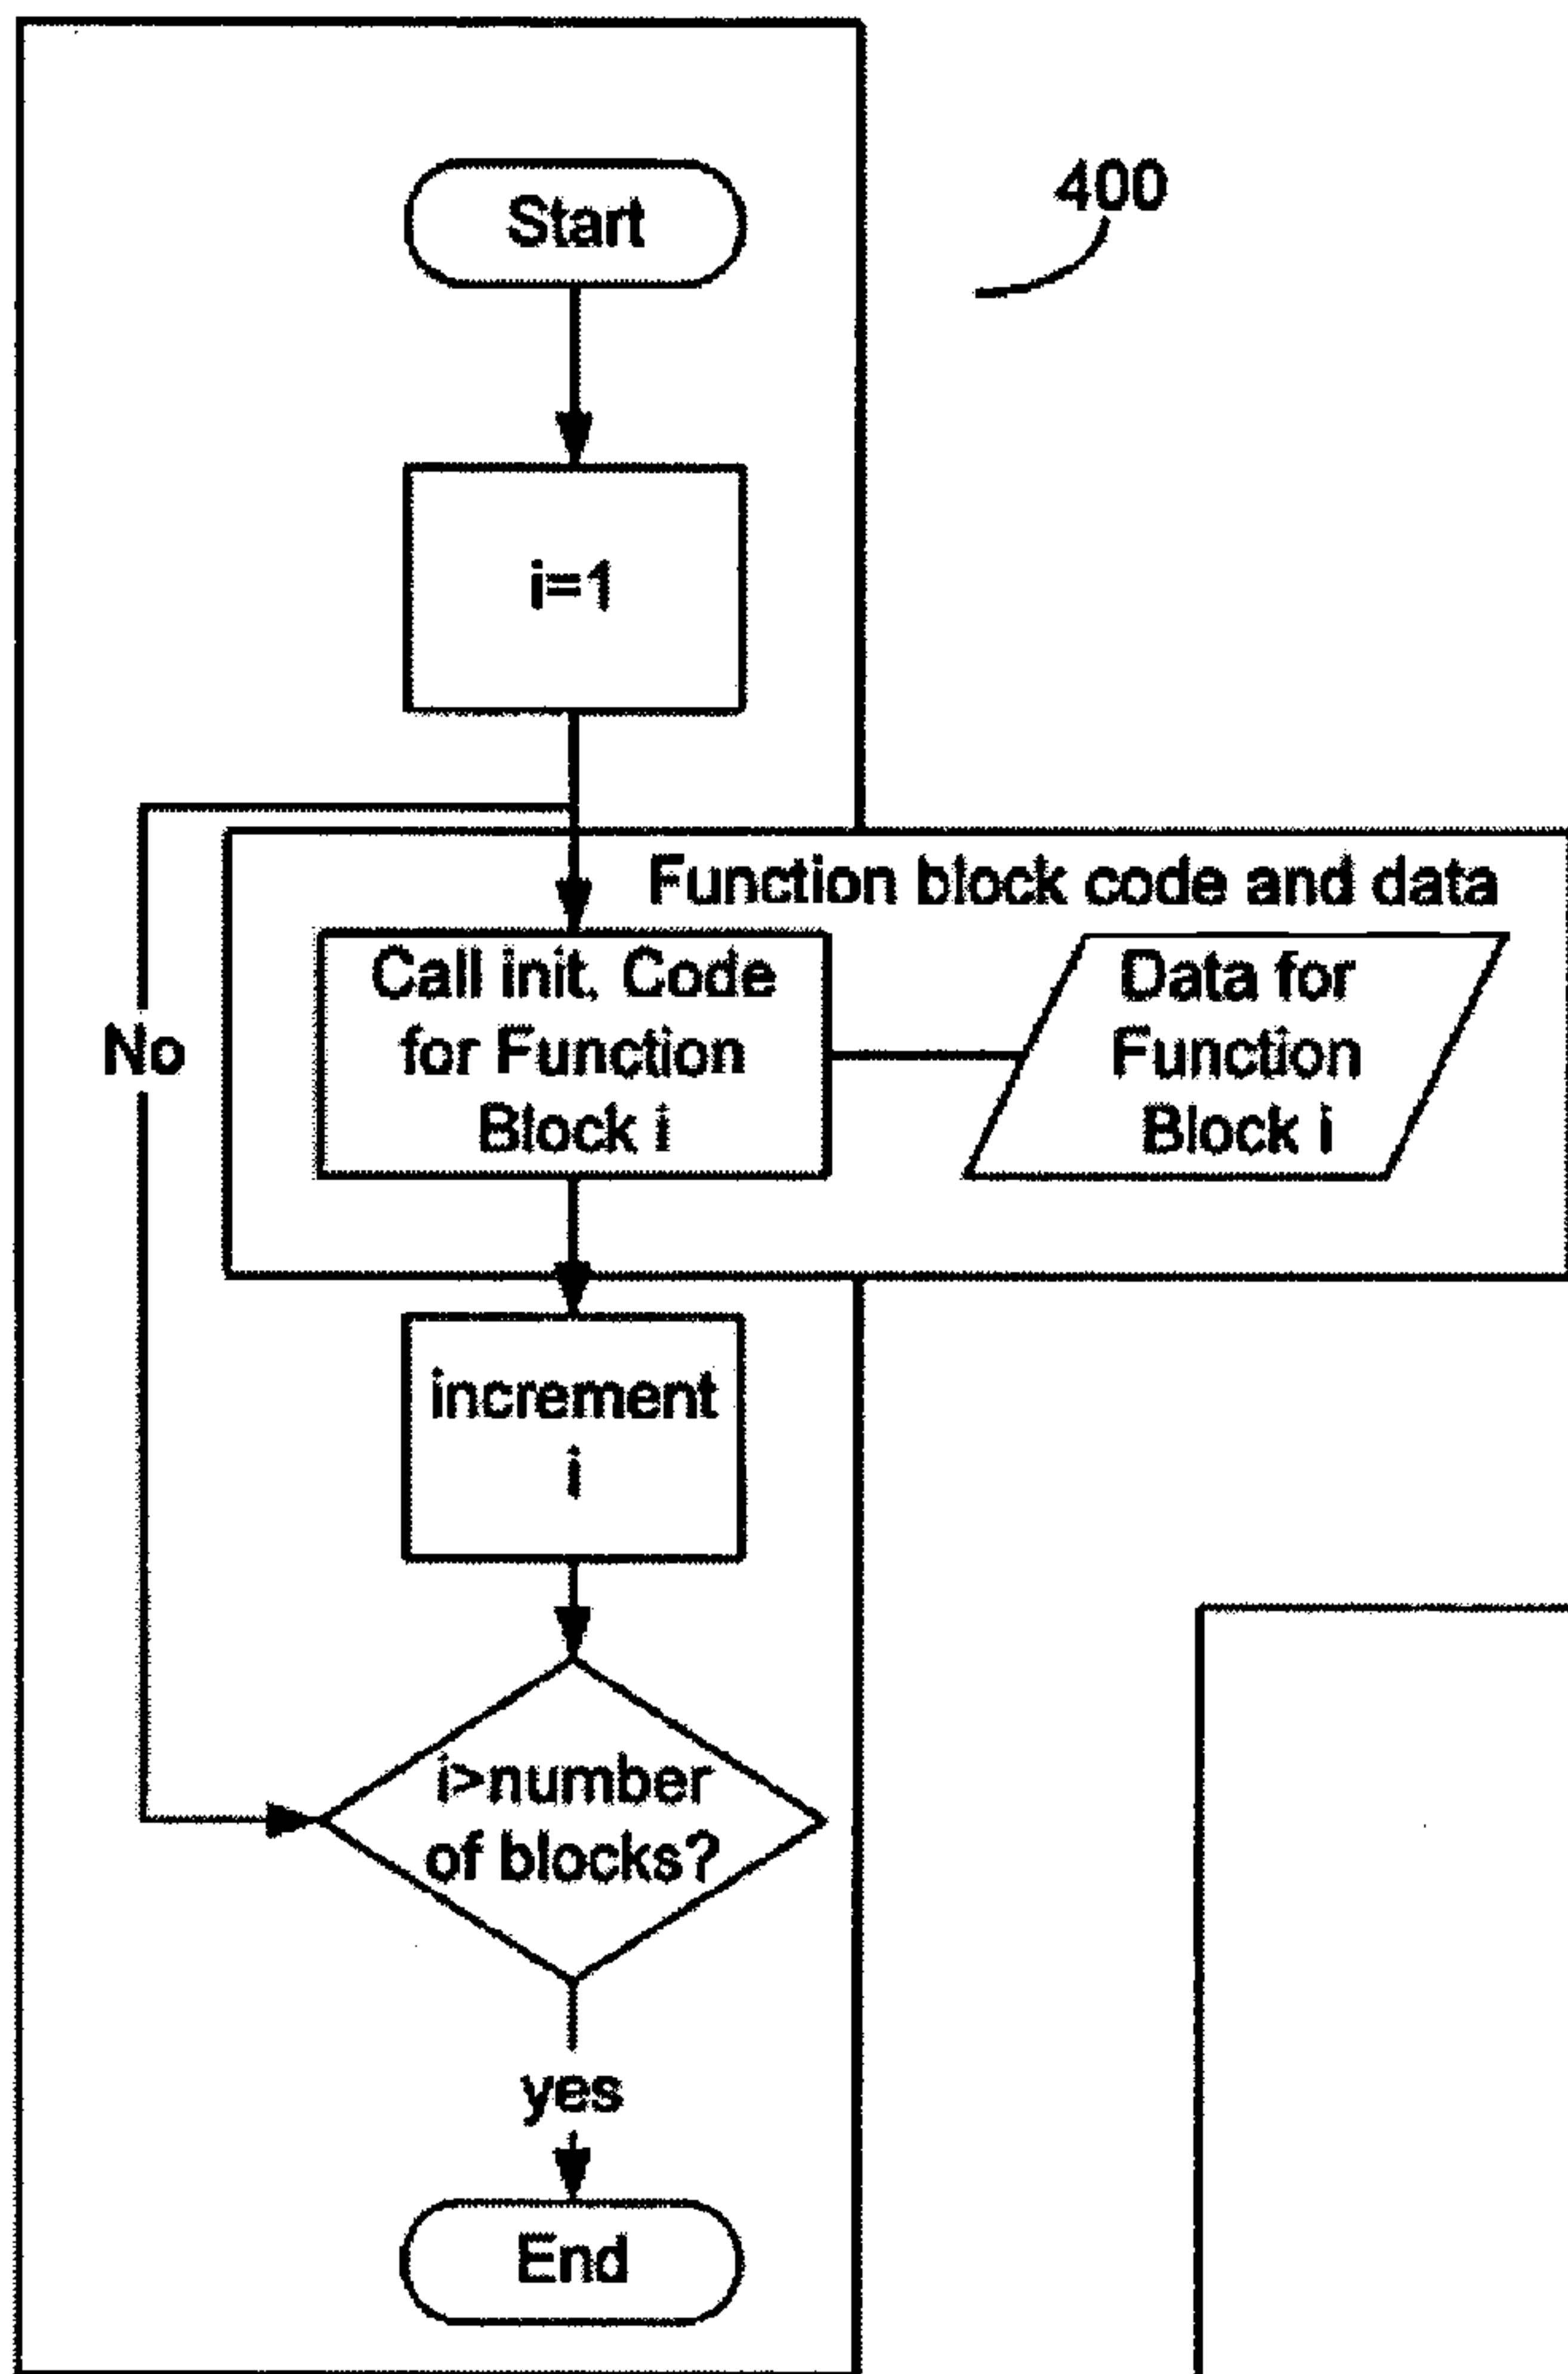 Start
400
i=1
Function block code and data
Call init. Code
for Function
Block i
Data for
Function
Block i
No
increment
i
i>number
of blocks?
yes
End